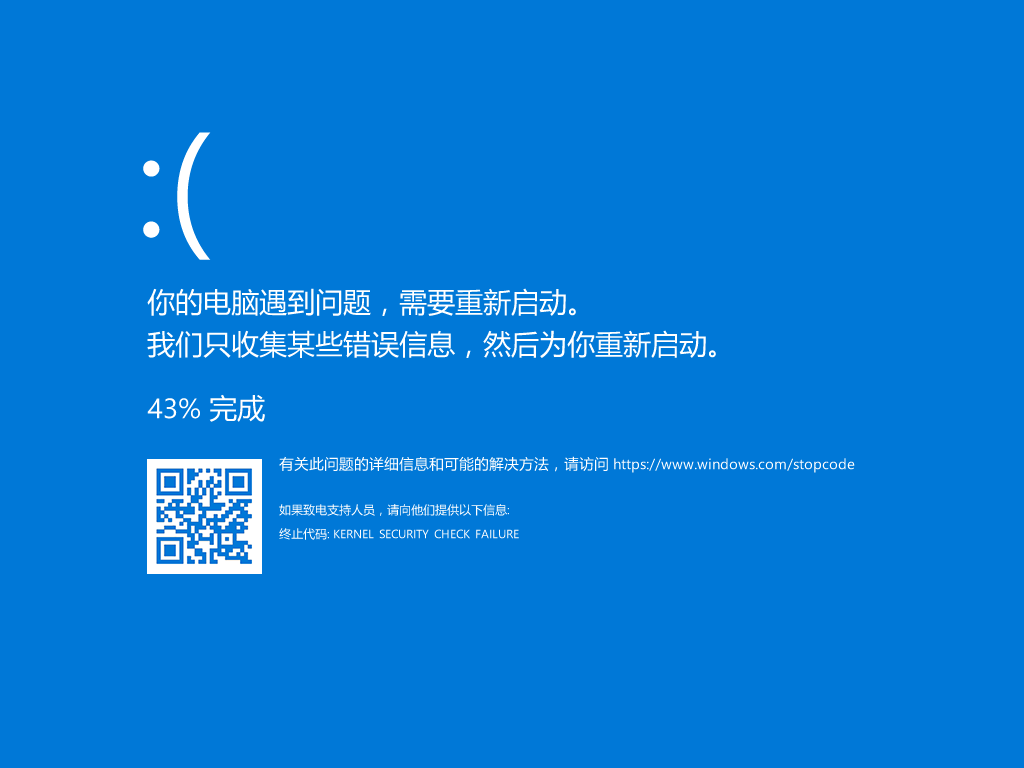 :(
你的电脑遇到问题，需要重新启动。
我们只收集某些错误信息，然后为你重新启动。
43% 完成
有关此问题的详细信息和可能的解决方法，请访问 https://www.windows.com/stopcode
如果致电支持人员，请向他们提供以下信息:
终止代码: KERNEL SECURITY CHECK FAILURE